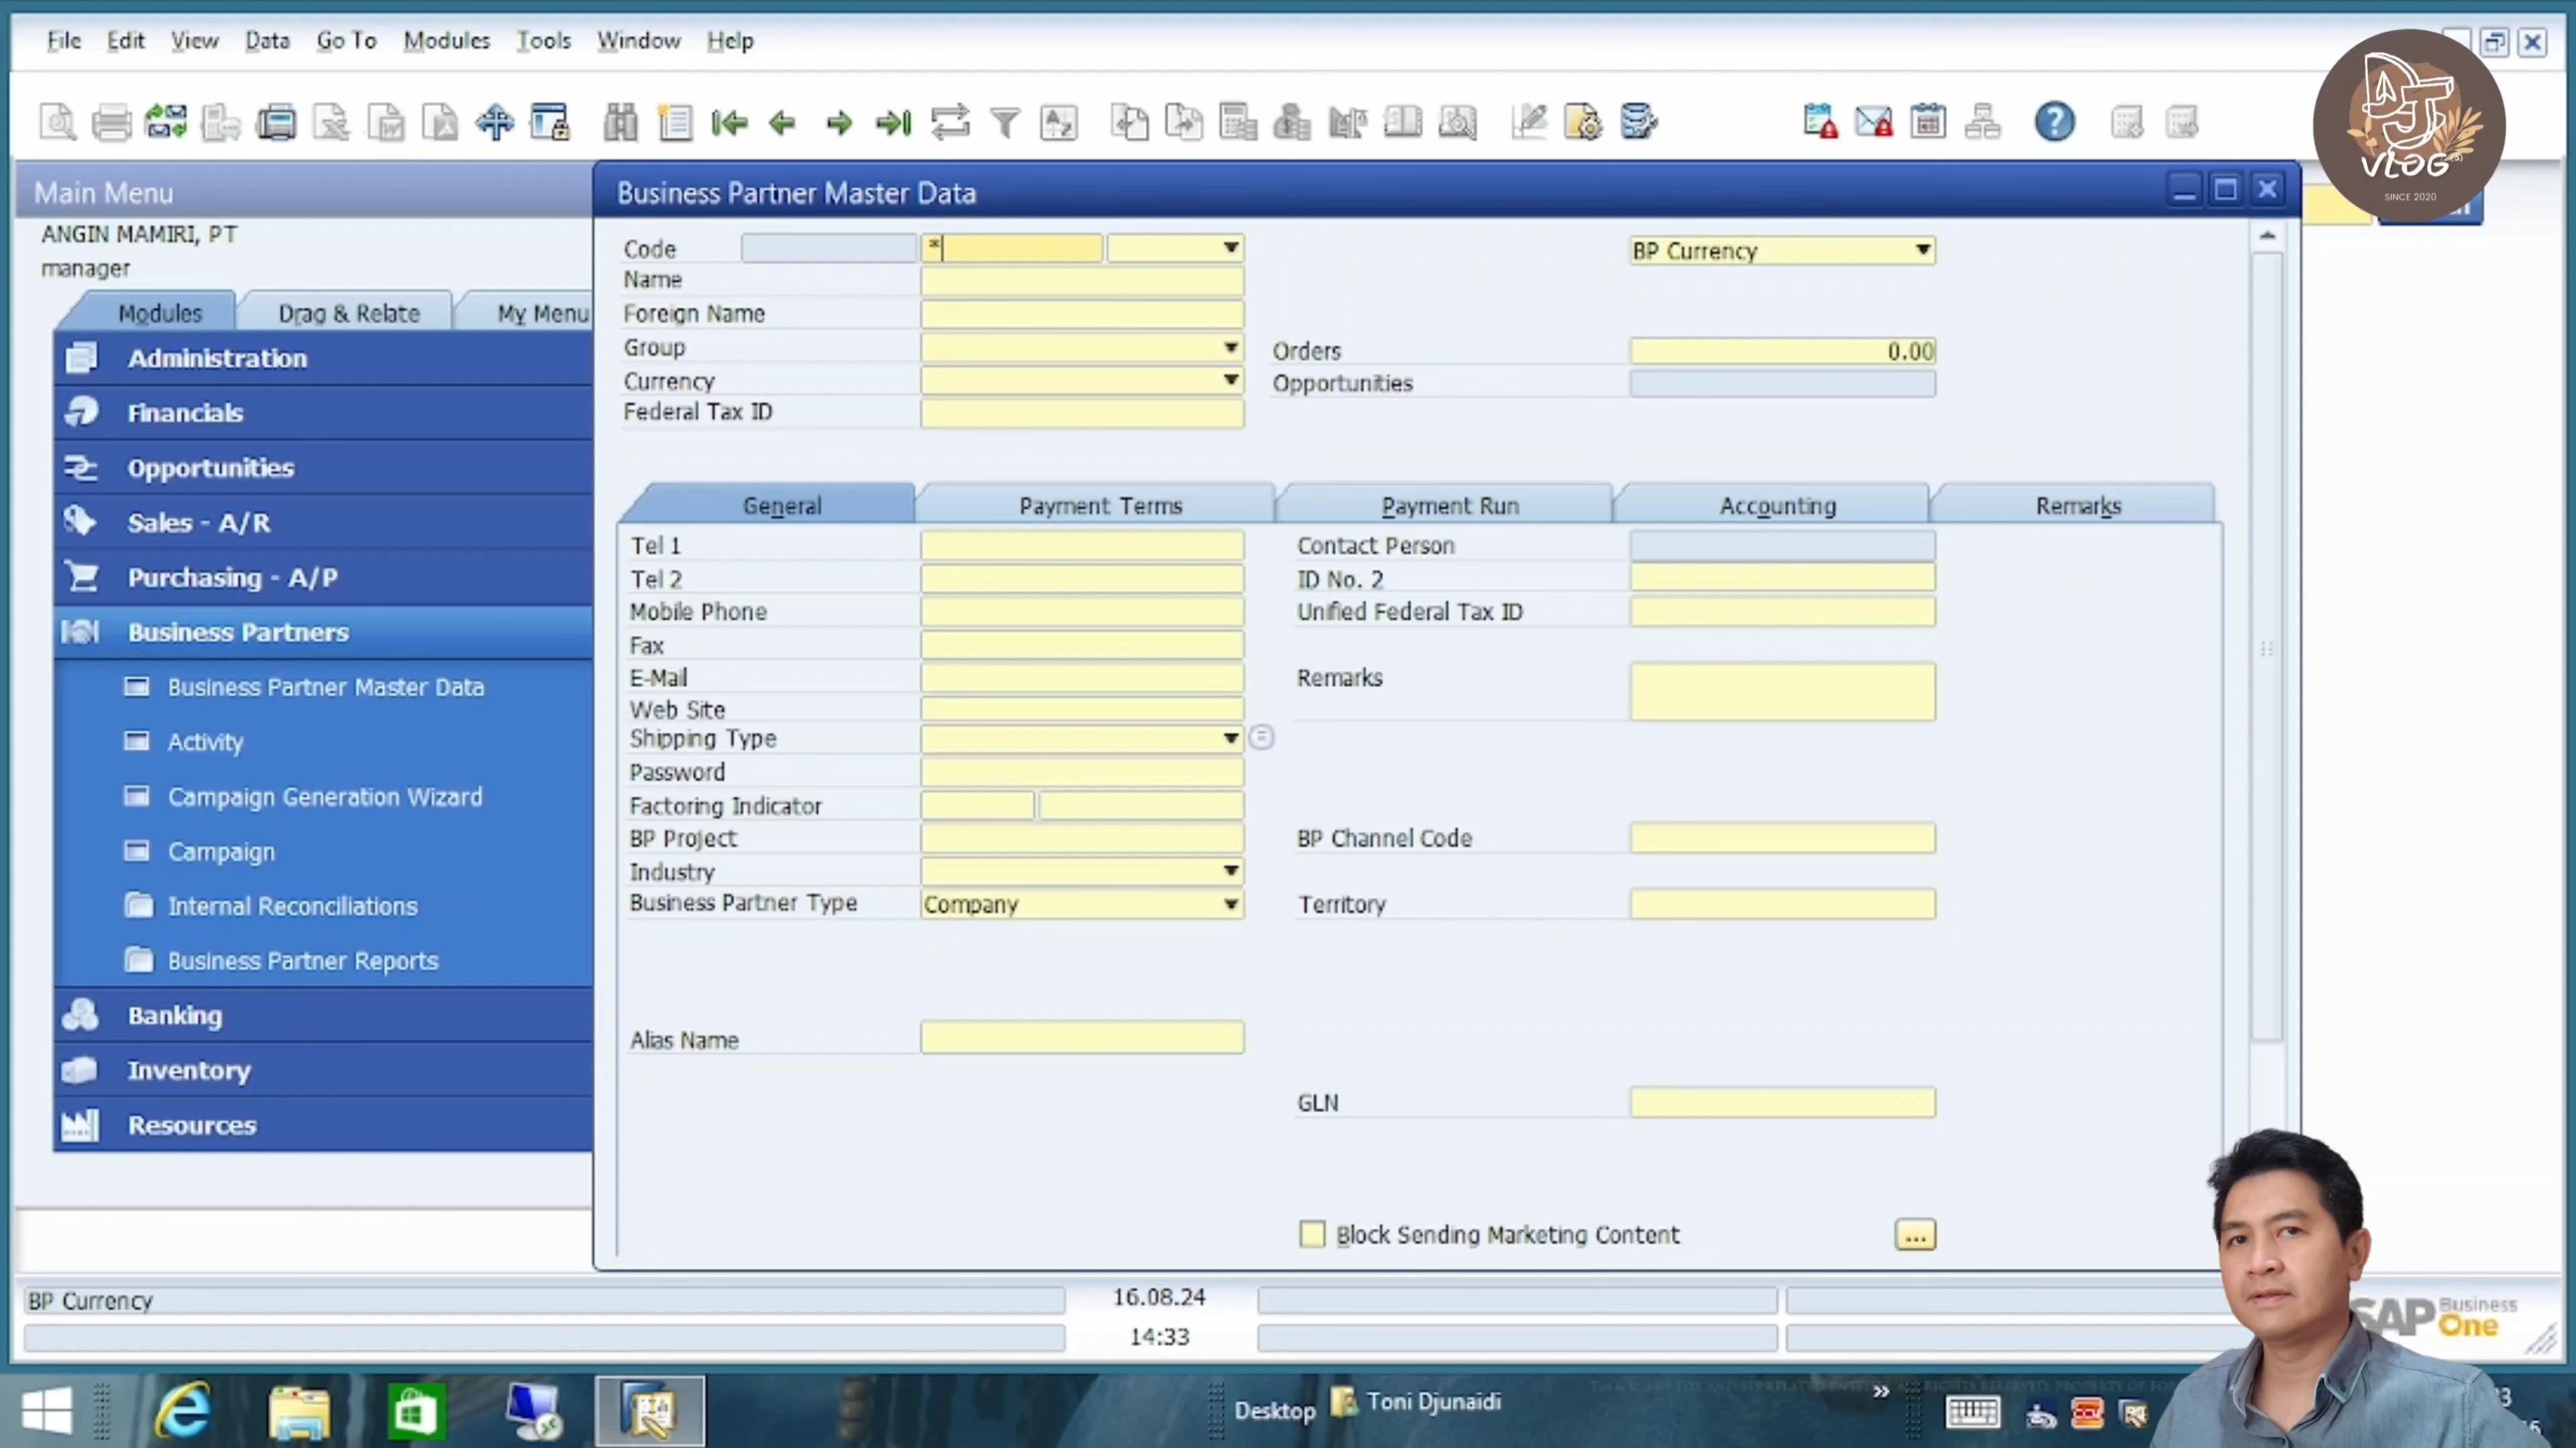 File Edit View Data Go To Modules Tools Window Help
DJ
VLOG(S)
SINCE 2020
Main Menu
ANGIN MAMIRI, PT
manager
Modules Drag & Relate My Menu
Administration
Financials
Opportunities
Sales - A/R
Purchasing - A/P
Business Partners
Business Partner Master Data
Activity
Campaign Generation Wizard
Campaign
Internal Reconciliations
Business Partner Reports
Banking
Inventory
Resources
Business Partner Master Data
Code * BP Currency
Name
Foreign Name
Group Orders 0.00
Currency Opportunities
Federal Tax ID
General Payment Terms Payment Run Accounting Remarks
Tel 1 Contact Person
Tel 2 ID No. 2
Mobile Phone Unified Federal Tax ID
Fax
E-Mail Remarks
Web Site
Shipping Type
Password
Factoring Indicator
BP Project BP Channel Code
Industry
Business Partner Type Company Territory
Alias Name
GLN
Block Sending Marketing Content ...
BP Currency 16.08.24
14:33
SAP Business One
Desktop Toni Djunaidi